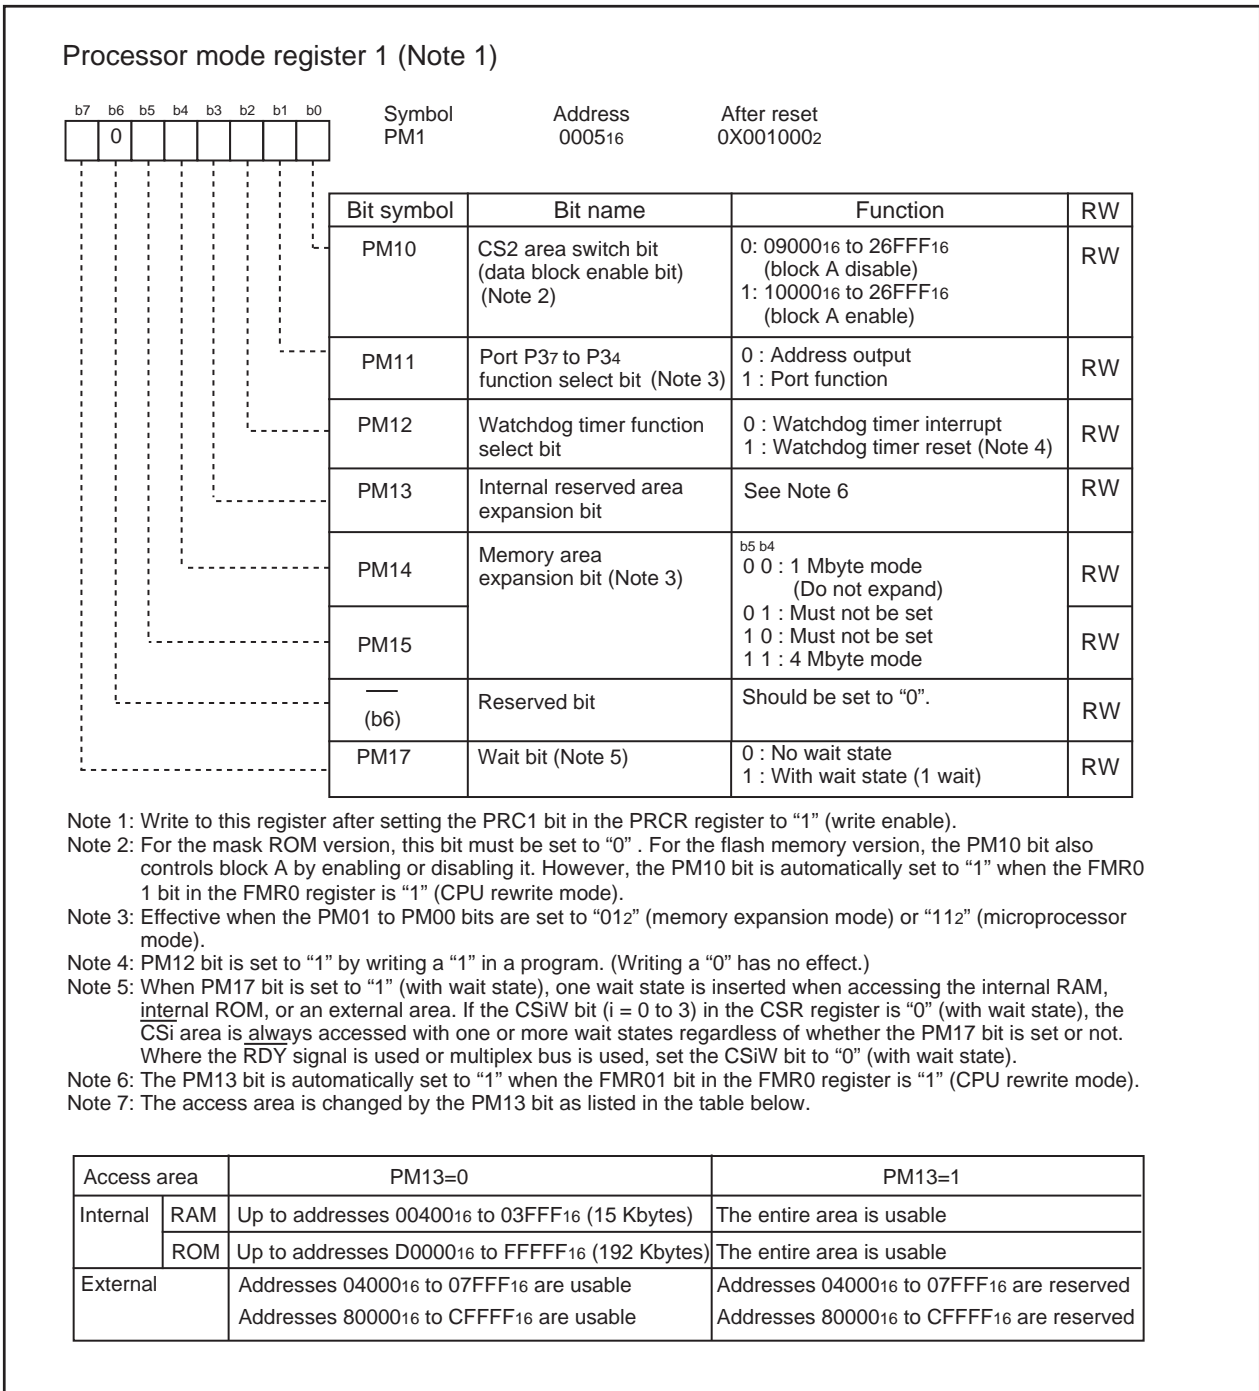 Processor mode register 1 (Note 1)
b7 b6 b5 b4 b3 b2 b1 b0
0
Symbol Address After reset
PM1 000516 0X0010002
Bit symbol Bit name Function RW
PM10 CS2 area switch bit 0: 0900016 to 26FFF16 RW
(data block enable bit) (block A disable)
(Note 2) 1: 1000016 to 26FFF16
(block A enable)
PM11 Port P37 to P34 0 : Address output RW
function select bit (Note 3) 1 : Port function
PM12 Watchdog timer function 0 : Watchdog timer interrupt RW
select bit 1 : Watchdog timer reset (Note 4)
PM13 Internal reserved area See Note 6 RW
expansion bit
b5 b4
PM14 Memory area 0 0 : 1 Mbyte mode RW
expansion bit (Note 3) (Do not expand)
0 1 : Must not be set
PM15 1 0 : Must not be set RW
1 1 : 4 Mbyte mode
(b6) Reserved bit Should be set to “0”. RW
PM17 Wait bit (Note 5) 0 : No wait state RW
1 : With wait state (1 wait)
Note 1: Write to this register after setting the PRC1 bit in the PRCR register to “1” (write enable).
Note 2: For the mask ROM version, this bit must be set to “0” . For the flash memory version, the PM10 bit also
controls block A by enabling or disabling it. However, the PM10 bit is automatically set to “1” when the FMR0
1 bit in the FMR0 register is “1” (CPU rewrite mode).
Note 3: Effective when the PM01 to PM00 bits are set to “012” (memory expansion mode) or “112” (microprocessor
mode).
Note 4: PM12 bit is set to “1” by writing a “1” in a program. (Writing a “0” has no effect.)
Note 5: When PM17 bit is set to “1” (with wait state), one wait state is inserted when accessing the internal RAM,
internal ROM, or an external area. If the CSiW bit (i = 0 to 3) in the CSR register is “0” (with wait state), the
CSi area is always accessed with one or more wait states regardless of whether the PM17 bit is set or not.
Where the RDY signal is used or multiplex bus is used, set the CSiW bit to “0” (with wait state).
Note 6: The PM13 bit is automatically set to “1” when the FMR01 bit in the FMR0 register is “1” (CPU rewrite mode).
Note 7: The access area is changed by the PM13 bit as listed in the table below.
Access area PM13=0 PM13=1
Internal RAM Up to addresses 0040016 to 03FFF16 (15 Kbytes) The entire area is usable
ROM Up to addresses D000016 to FFFFF16 (192 Kbytes) The entire area is usable
External Addresses 0400016 to 07FFF16 are usable Addresses 0400016 to 07FFF16 are reserved
Addresses 8000016 to CFFFF16 are usable Addresses 8000016 to CFFFF16 are reserved